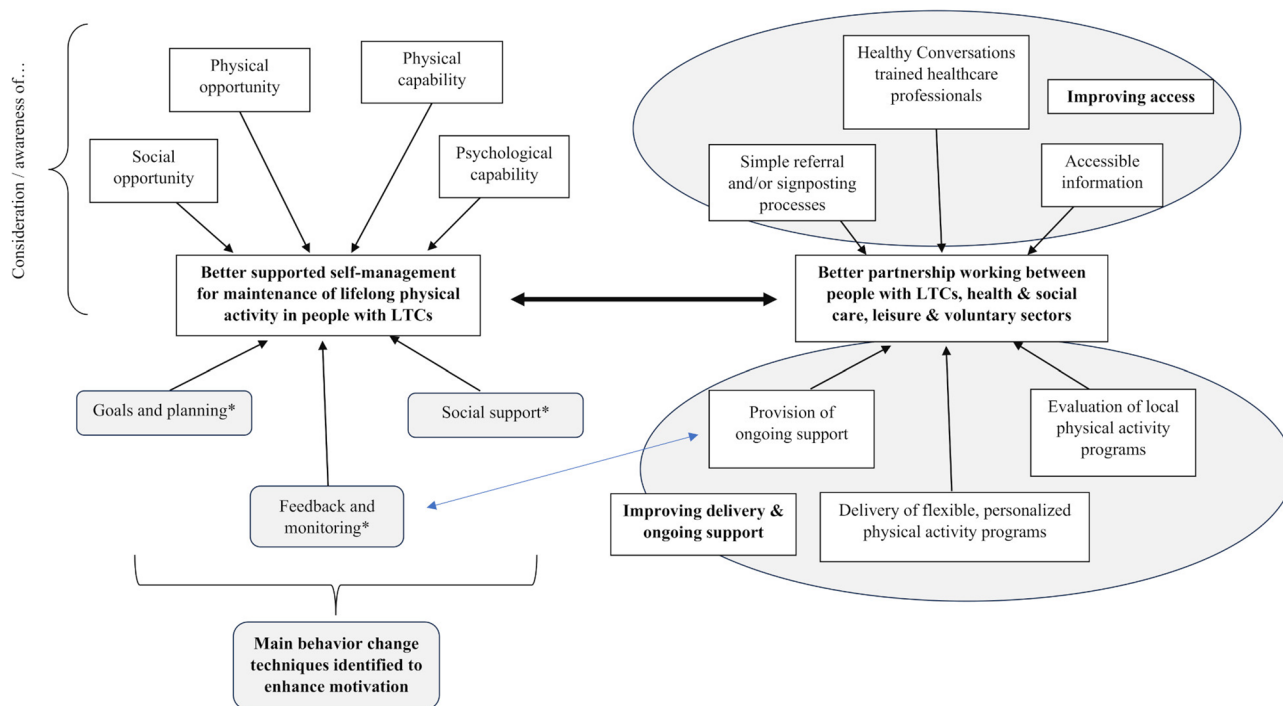 Consideration / awareness of…
Physical
opportunity
Physical
capability
Social
opportunity
Psychological
capability
Better supported self-management
for maintenance of lifelong physical
activity in people with LTCs
Goals and planning*
Social support*
Feedback and
monitoring*
Main behavior change
techniques identified to
enhance motivation
Healthy Conversations
trained healthcare
professionals
Improving access
Simple referral
and/or signposting
processes
Accessible
information
Better partnership working between
people with LTCs, health & social
care, leisure & voluntary sectors
Provision of
ongoing support
Evaluation of local
physical activity
programs
Improving delivery &
ongoing support
Delivery of flexible, personalized
physical activity programs